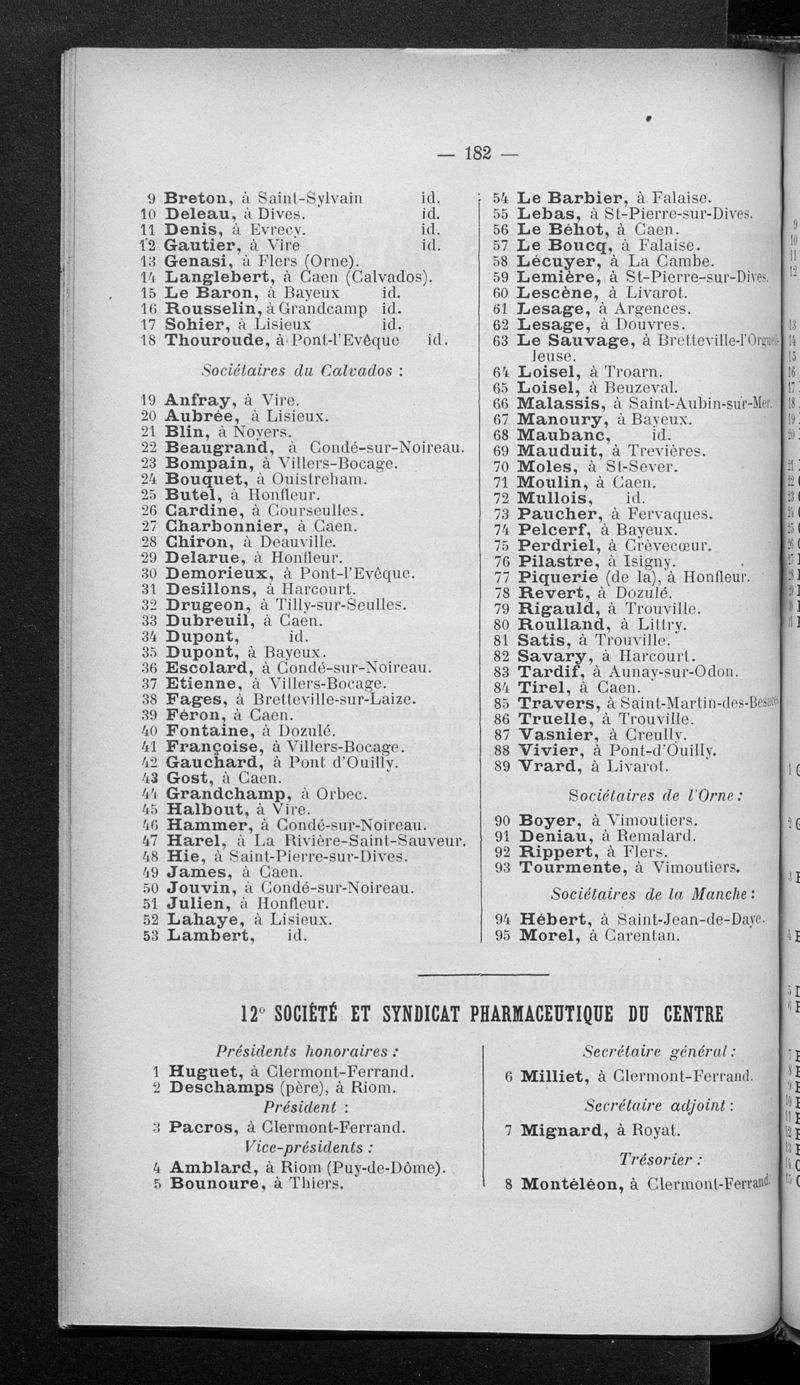 — 182 —
9 Breton, à Saint-Sylvain id.
10 Deleau, à Dives. id.
11 Denis, à Evrecy. id.
12 Gautier, à Vire id.
13 Genasi, à Flers (Orne).
14 Langlebert, à Caen (Calvados).
15 Le Baron, à Bayeux id.
16 Rousselin, à Grandcamp id.
17 Sohier, à Lisieux id.
18 Thouroude, à Pont-l'Evêque id.
Sociétaires du Calvados :
19 Anfray, à Vire.
20 Aubrée, à Lisieux.
21 Blin, à Noyers.
22 Beaugrand, à Condé-sur-Noireau.
23 Bompain, à Villers-Bocage.
24 Bouquet, à Ouistreham.
25 Butel, à Honfleur.
26 Cardine, à Courseulles.
27 Charbonnier, à Caen.
28 Chiron, à Deauville.
29 Delarue, à Honfleur.
30 Demorieux, à Pont-l'Evêque.
31 Desillons, à Harcourt.
32 Drugeon, à Tilly-sur-Seulles.
33 Dubreuil, à Caen.
34 Dupont, id.
35 Dupont, à Bayeux.
36 Escolard, à Condé-sur-Noireau.
37 Etienne, à Villers-Bocage.
38 Fages, à Bretteville-sur-Laize.
39 Féron, à Caen.
40 Fontaine, à Dozulé.
41 Françoise, à Villers-Bocage.
42 Gauchard, à Pont d'Ouilly.
43 Gost, à Caen.
44 Grandchamp, à Orbec.
45 Halbout, à Vire.
46 Hammer, à Condé-sur-Noireau.
47 Harel, à La Rivière-Saint-Sauveur.
48 Hie, à Saint-Pierre-sur-Dives.
49 James, à Caen.
50 Jouvin, à Condé-sur-Noireau.
51 Julien, à Honfleur.
52 Lahaye, à Lisieux.
53 Lambert, id.
54 Le Barbier, à Falaise.
55 Lebas, à St-Pierre-sur-Dives.
56 Le Béhot, à Caen.
57 Le Boucq, à Falaise.
58 Lécuyer, à La Cambe.
59 Lemière, à St-Pierre-sur-Dives.
60 Lescène, à Livarot.
61 Lesage, à Argences.
62 Lesage, à Douvres.
63 Le Sauvage, à Bretteville-l'Orgueil-
leuse.
64 Loisel, à Troarn.
65 Loisel, à Beuzeval.
66 Malassis, à Saint-Aubin-sur-Mer.
67 Manoury, à Bayeux.
68 Maubanc, id.
69 Mauduit, à Trevières.
70 Moles, à St-Sever.
71 Moulin, à Caen.
72 Mullois, id.
73 Paucher, à Fervaques.
74 Pelcerf, à Bayeux.
75 Perdriel, à Crèvecœur.
76 Pilastre, à Isigny.
77 Piquerie (de la), à Honfleur.
78 Revert, à Dozulé.
79 Rigauld, à Trouville.
80 Roulland, à Littry.
81 Satis, à Trouville.
82 Savary, à Harcourt.
83 Tardif, à Aunay-sur-Odon.
84 Tirel, à Caen.
85 Travers, à Saint-Martin-des-Besaces
86 Truelle, à Trouville.
87 Vasnier, à Creully.
88 Vivier, à Pont-d'Ouilly.
89 Vrard, à Livarot.
Sociétaires de l'Orne :
90 Boyer, à Vimoutiers.
91 Deniau, à Remalard.
92 Rippert, à Flers.
93 Tourmente, à Vimoutiers.
Sociétaires de la Manche :
94 Hébert, à Saint-Jean-de-Daye.
95 Morel, à Carentan.
12° SOCIÉTÉ ET SYNDICAT PHARMACEUTIQUE DU CENTRE
Présidents honoraires :
1 Huguet, à Clermont-Ferrand.
2 Deschamps (père), à Riom.
Président :
3 Pacros, à Clermont-Ferrand.
Vice-présidents :
4 Amblard, à Riom (Puy-de-Dôme).
5 Bounoure, à Thiers.
Secrétaire général :
6 Milliet, à Clermont-Ferrand.
Secrétaire adjoint :
7 Mignard, à Royat.
Trésorier :
8 Montéléon, à Clermont-Ferrand.